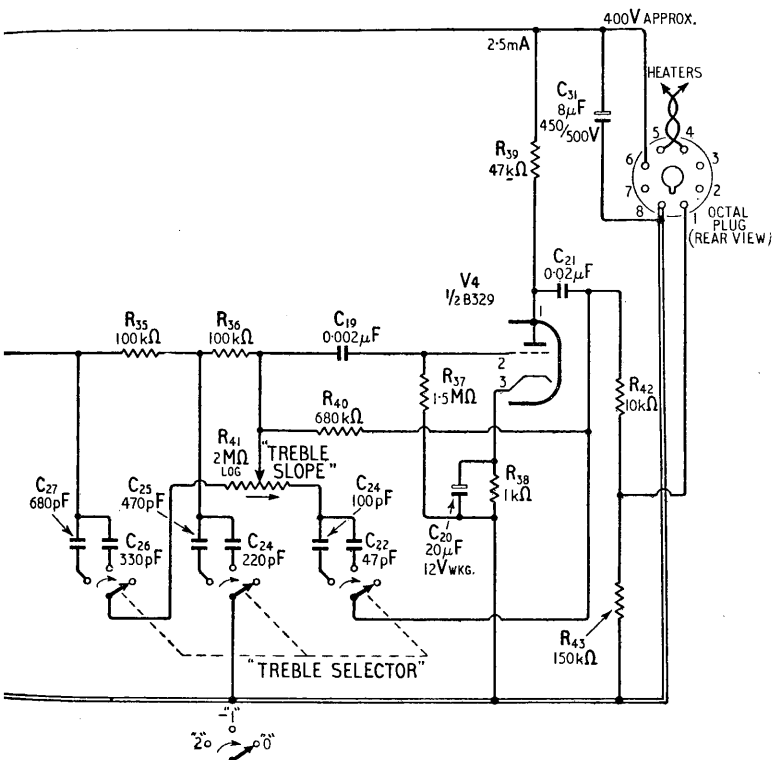 400V APPROX.
2·5mA
HEATERS
C31
8μF
450/500V
5 4
6 3
7 2
8 1
OCTAL
PLUG
(REAR VIEW)
R39
47kΩ
C21
0·02μF
V4
½B329
1
2
3
R35
100kΩ
R36
100kΩ
C19
0·002μF
R37
1·5MΩ
R42
10kΩ
R40
680kΩ
R41
2MΩ
LOG
"TREBLE
SLOPE"
R38
1kΩ
C27
680pF
C25
470pF
C24
100pF
C26
330pF
C24
220pF
C22
47pF
C20
20μF
12V WKG.
R43
150kΩ
"TREBLE SELECTOR"
"-1"
"2" "0"